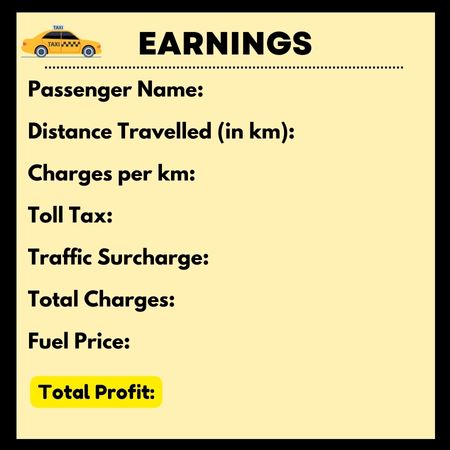 TAXI
TAXI
EARNINGS
Passenger Name:
Distance Travelled (in km):
Charges per km:
Toll Tax:
Traffic Surcharge:
Total Charges:
Fuel Price:
Total Profit: